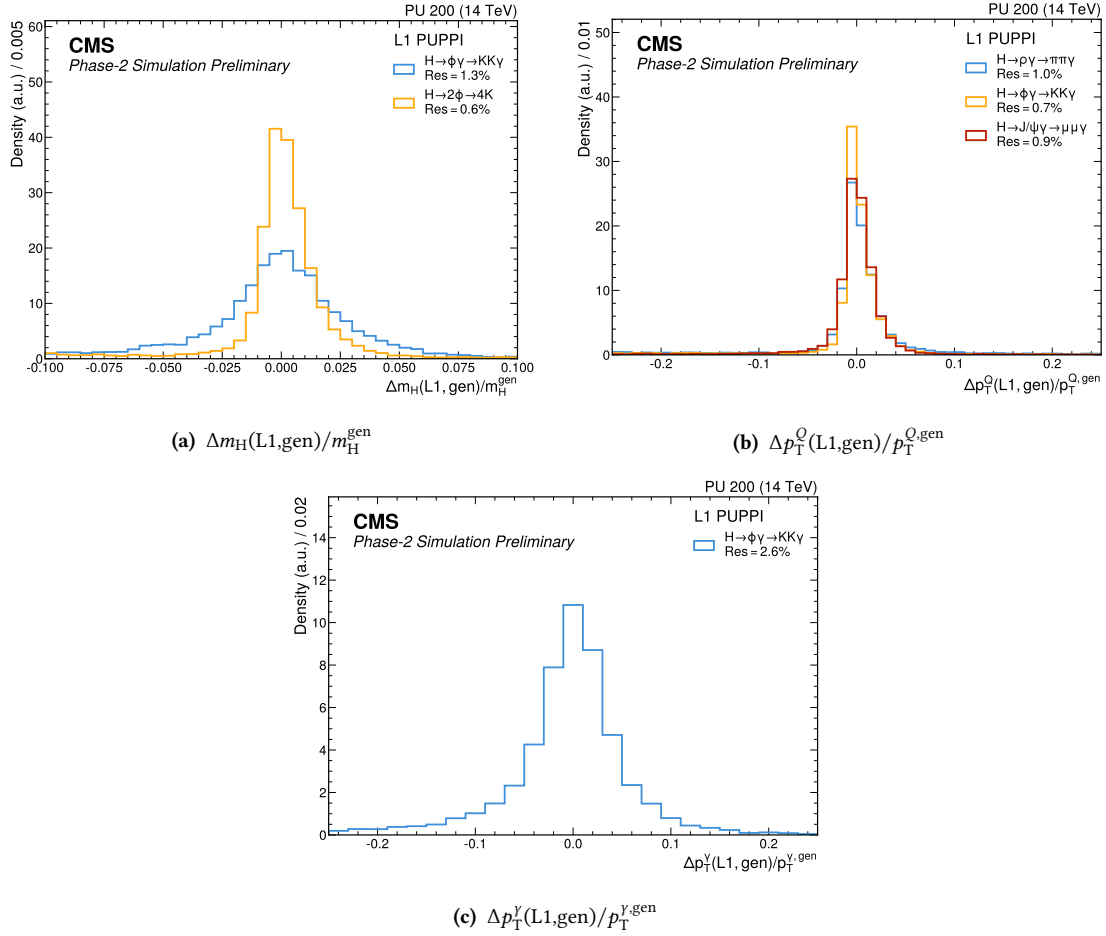 PU 200 (14 TeV)
Density (a.u.) / 0.005
CMS
Phase-2 Simulation Preliminary
L1 PUPPI
H→ϕγ→KKγ
Res = 1.3%
H→2ϕ→4K
Res = 0.6%
60
50
40
30
20
10
0
-0.100 -0.075 -0.050 -0.025 0.000 0.025 0.050 0.075 0.100
Δm_H(L1, gen)/m_H^gen
(a) Δm_H(L1,gen)/m_H^gen
PU 200 (14 TeV)
Density (a.u.) / 0.01
CMS
Phase-2 Simulation Preliminary
L1 PUPPI
H→ργ→ππγ
Res = 1.0%
H→ϕγ→KKγ
Res = 0.7%
H→J/ψγ→μμγ
Res = 0.9%
50
40
30
20
10
0
-0.2 -0.1 0.0 0.1 0.2
Δp_T^Q(L1, gen)/p_T^Q, gen
(b) Δp_T^Q(L1,gen)/p_T^Q,gen
PU 200 (14 TeV)
Density (a.u.) / 0.02
CMS
Phase-2 Simulation Preliminary
L1 PUPPI
H→ϕγ→KKγ
Res = 2.6%
14
12
10
8
6
4
2
0
-0.2 -0.1 0.0 0.1 0.2
Δp_T^γ(L1, gen)/p_T^γ, gen
(c) Δp_T^γ(L1,gen)/p_T^γ,gen